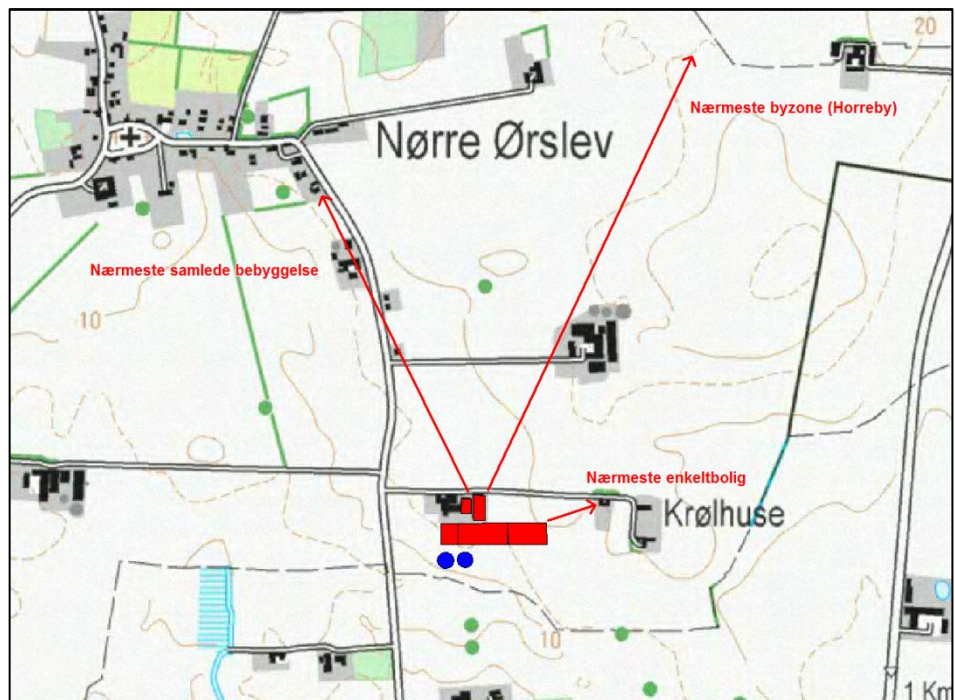 20
Nærmeste byzone (Horreby)
Nørre Ørslev
Nærmeste samlede bebyggelse
10
Nærmeste enkeltbolig
Krølhuse
10
1 Km